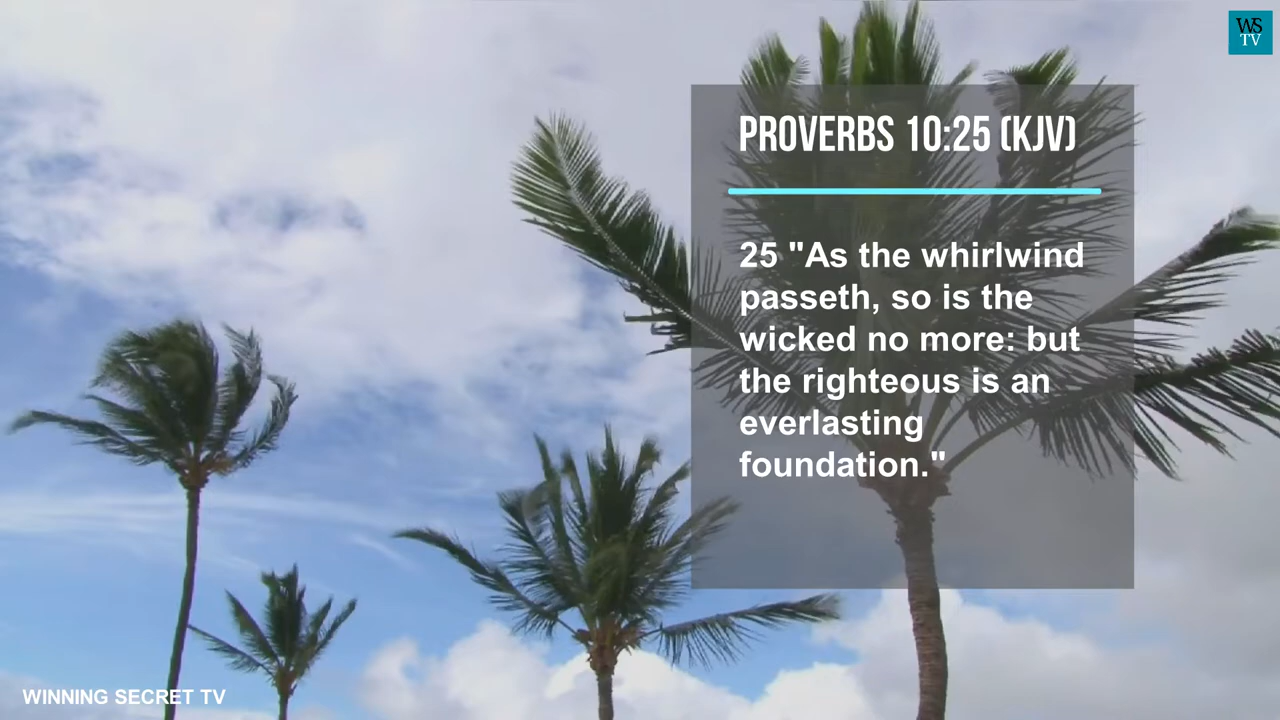 WS
TV
PROVERBS 10:25 (KJV)
25 "As the whirlwind
passeth, so is the
wicked no more: but
the righteous is an
everlasting
foundation."
WINNING SECRET TV